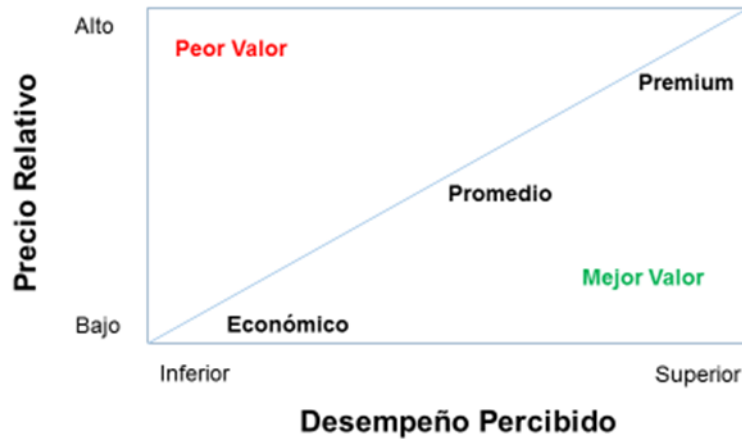 Alto
Peor Valor
Premium
Precio Relativo
Promedio
Mejor Valor
Bajo
Económico
Inferior
Superior
Desempeño Percibido